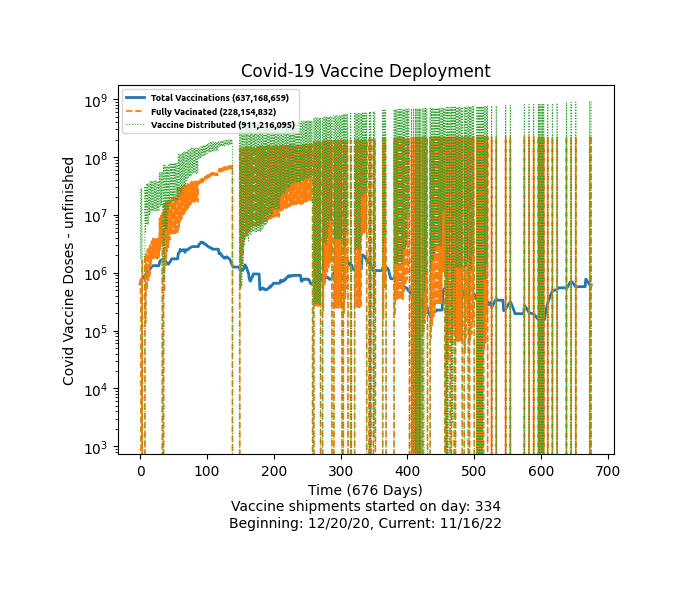 Covid-19 Vaccine Deployment
Total Vaccinations (637,168,659)
Fully Vacinated (228,154,832)
Vaccine Distributed (911,216,095)
Covid Vaccine Doses - unfinished
10⁹
10⁸
10⁷
10⁶
10⁵
10⁴
10³
0 100 200 300 400 500 600 700
Time (676 Days)
Vaccine shipments started on day: 334
Beginning: 12/20/20, Current: 11/16/22